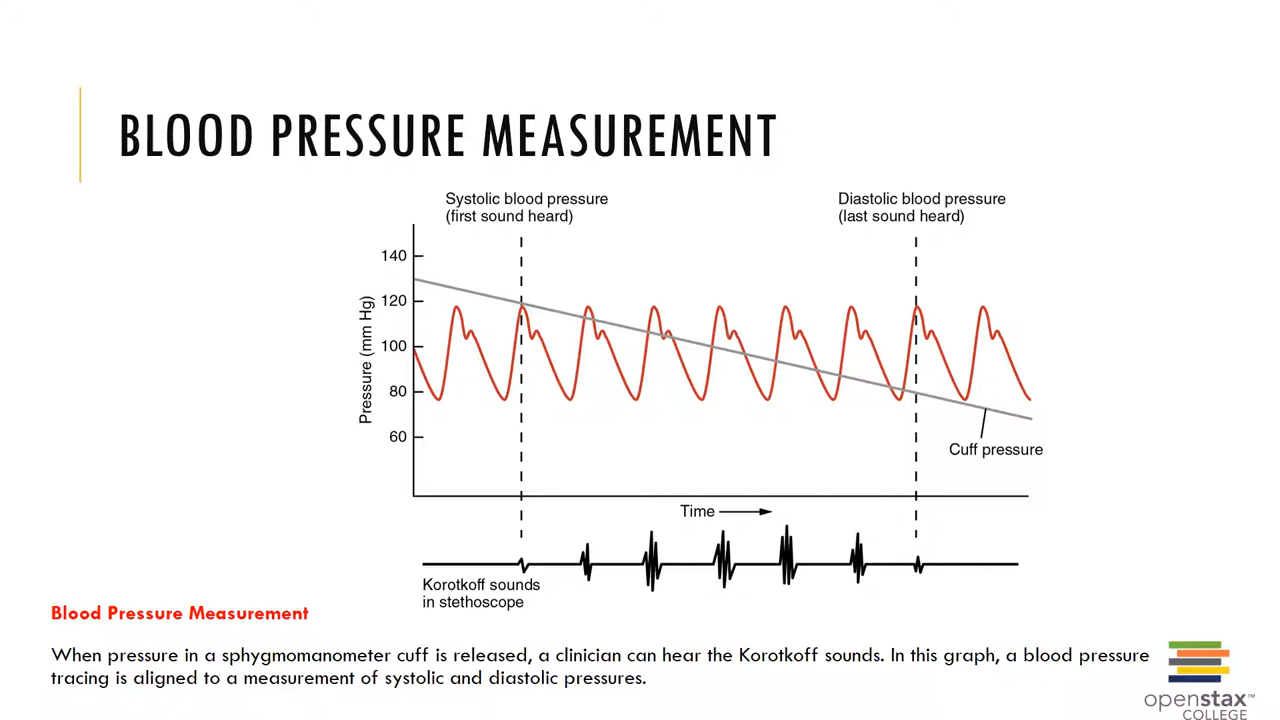 BLOOD PRESSURE MEASUREMENT
Systolic blood pressure
(first sound heard)
Diastolic blood pressure
(last sound heard)
140
120
100
80
60
Pressure (mm Hg)
Cuff pressure
Time
Korotkoff sounds
in stethoscope
Blood Pressure Measurement
When pressure in a sphygmomanometer cuff is released, a clinician can hear the Korotkoff sounds. In this graph, a blood pressure
tracing is aligned to a measurement of systolic and diastolic pressures.
openstax™
COLLEGE